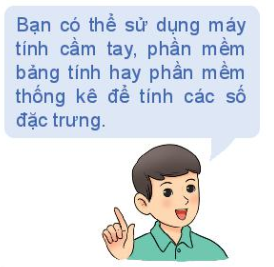 Bạn có thể sử dụng máy
tính cầm tay, phần mềm
bảng tính hay phần mềm
thống kê để tính các số
đặc trưng.